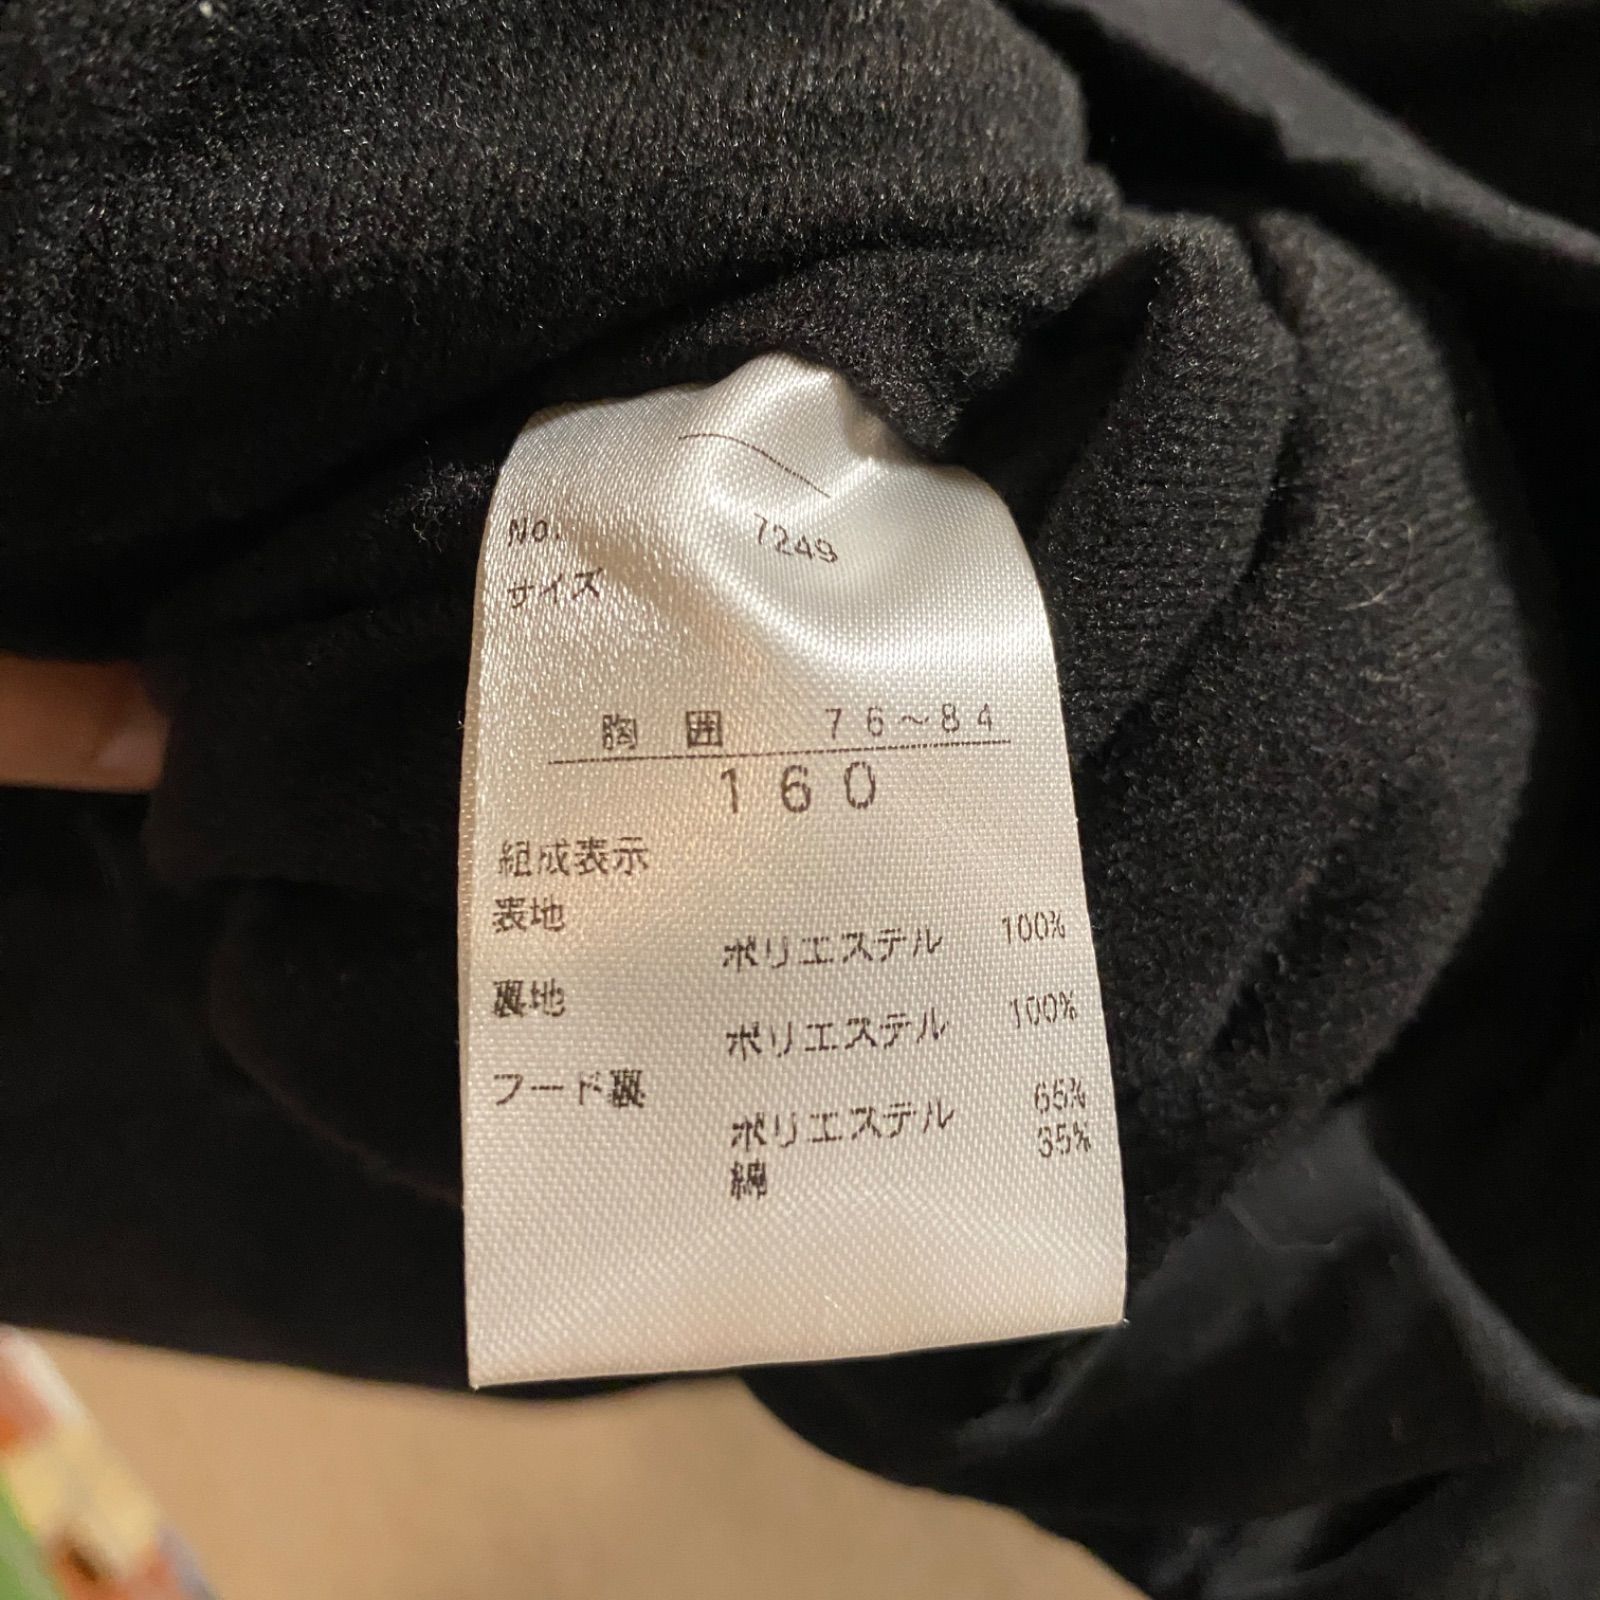 No. 7249
サイズ
胸囲 76~84
160
組成表示
表地
ポリエステル 100%
裏地
ポリエステル 100%
フード裏
ポリエステル 65%
綿 35%